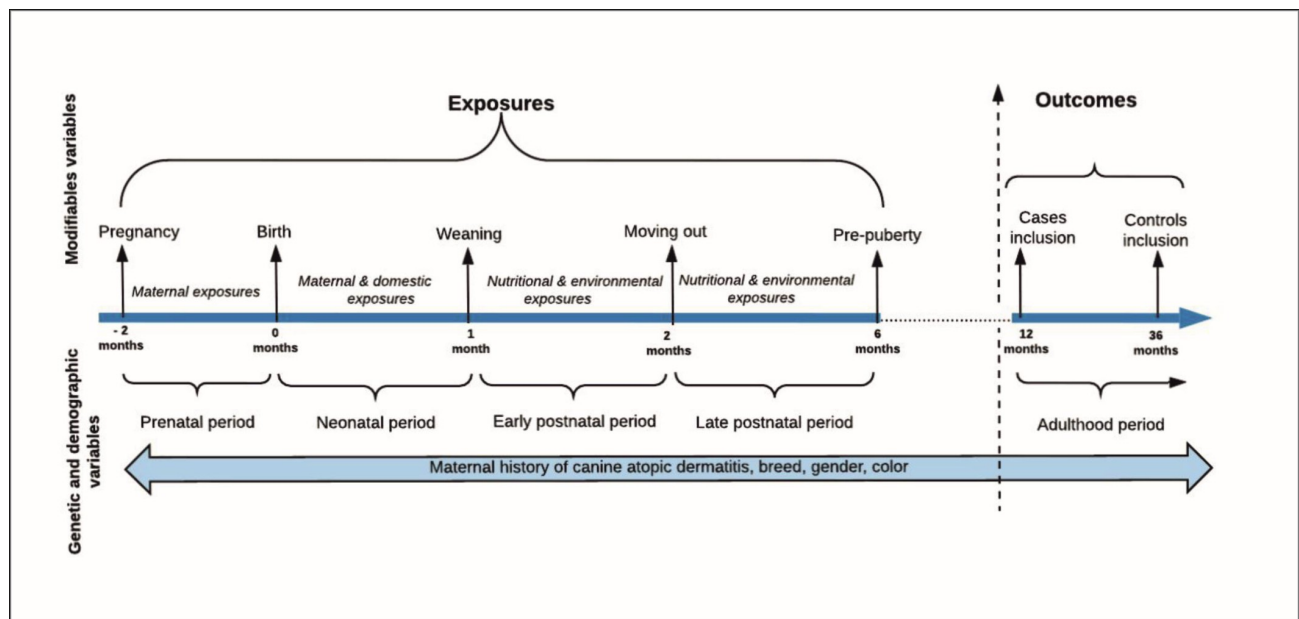 Modifiables variables
Exposures
Outcomes
Pregnancy
Birth
Weaning
Moving out
Pre-puberty
Cases
inclusion
Controls
inclusion
Maternal exposures
Maternal & domestic
exposures
Nutritional & environmental
exposures
Nutritional & environmental
exposures
- 2
months
0
months
1
month
2
months
6
months
12
months
36
months
Genetic and demographic
variables
Prenatal period
Neonatal period
Early postnatal period
Late postnatal period
Adulthood period
Maternal history of canine atopic dermatitis, breed, gender, color